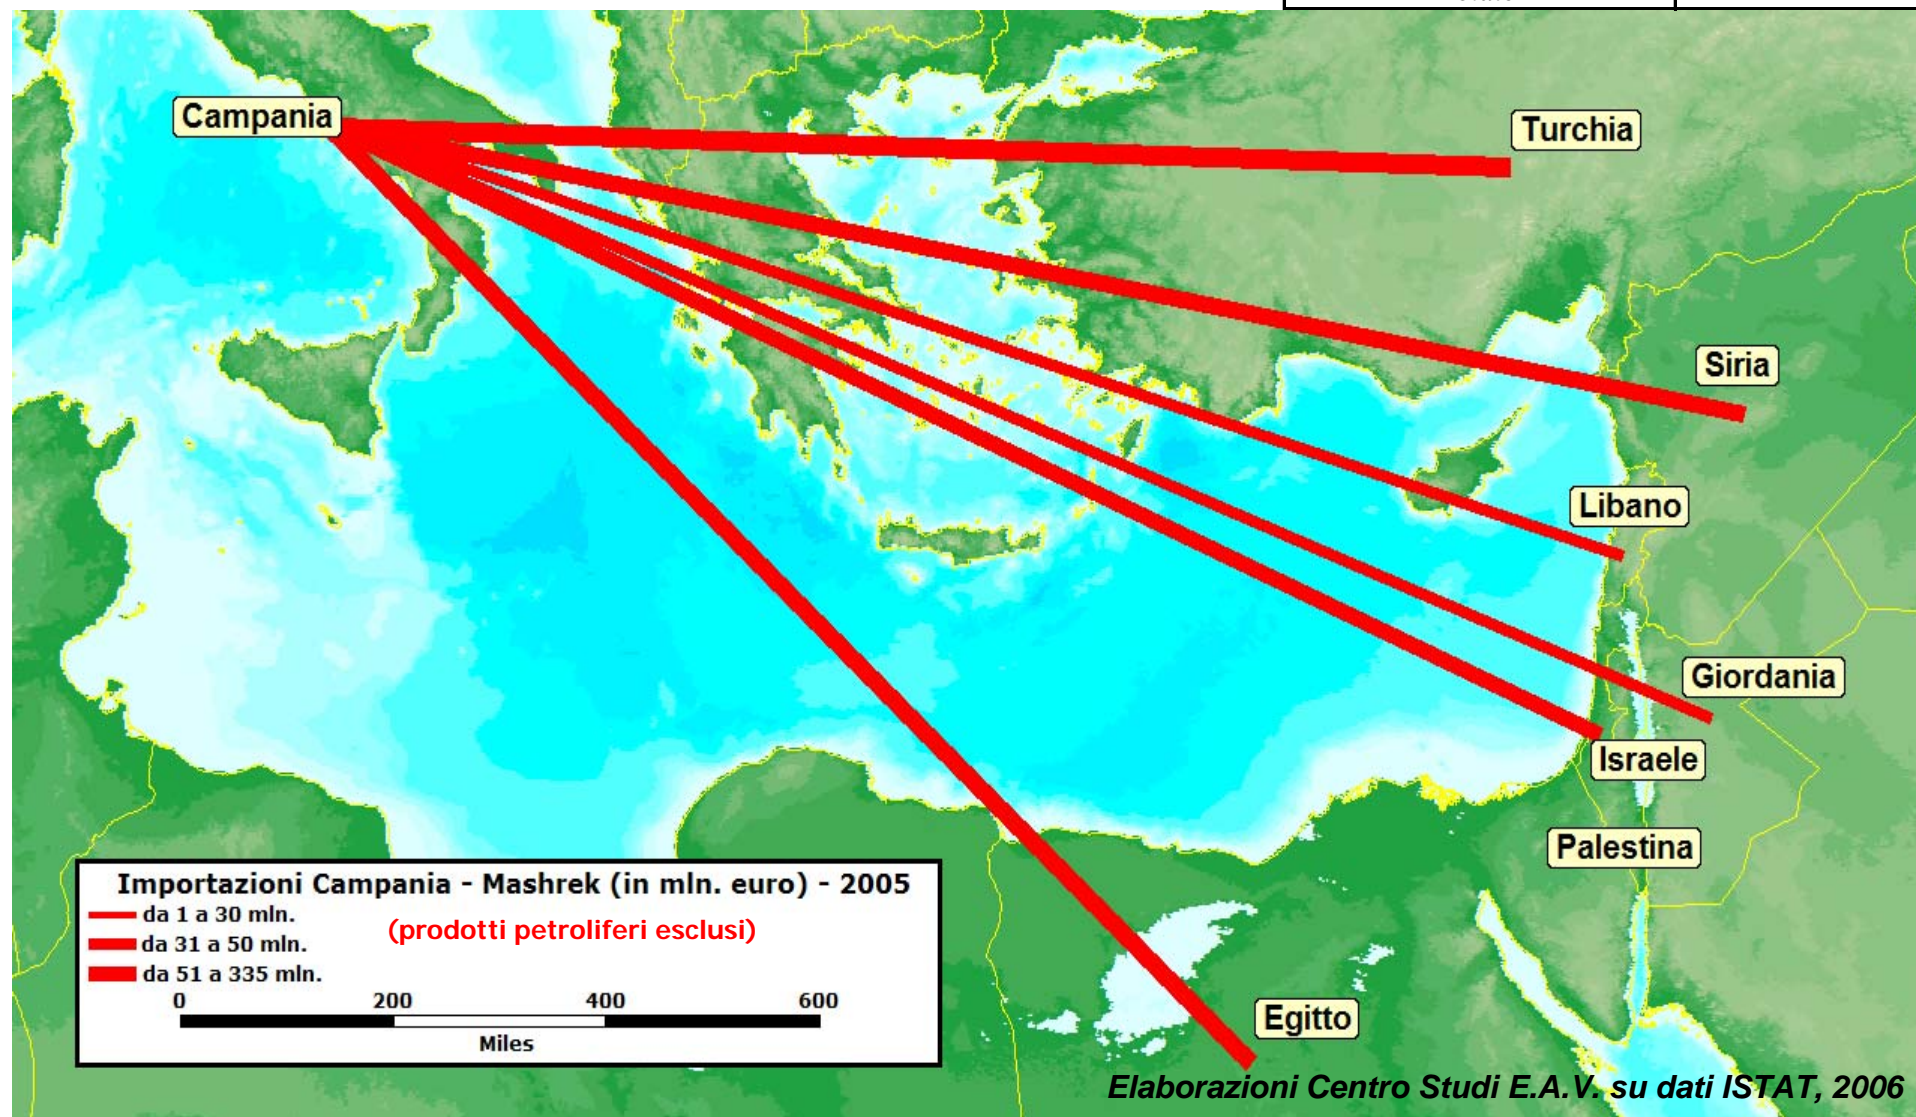 Campania
Turchia
Siria
Libano
Giordania
Israele
Palestina
Egitto
Importazioni Campania - Mashrek (in mln. euro) - 2005
da 1 a 30 mln.
(prodotti petroliferi esclusi)
da 31 a 50 mln.
da 51 a 335 mln.
0 200 400 600
Miles
Elaborazioni Centro Studi E.A.V. su dati ISTAT, 2006